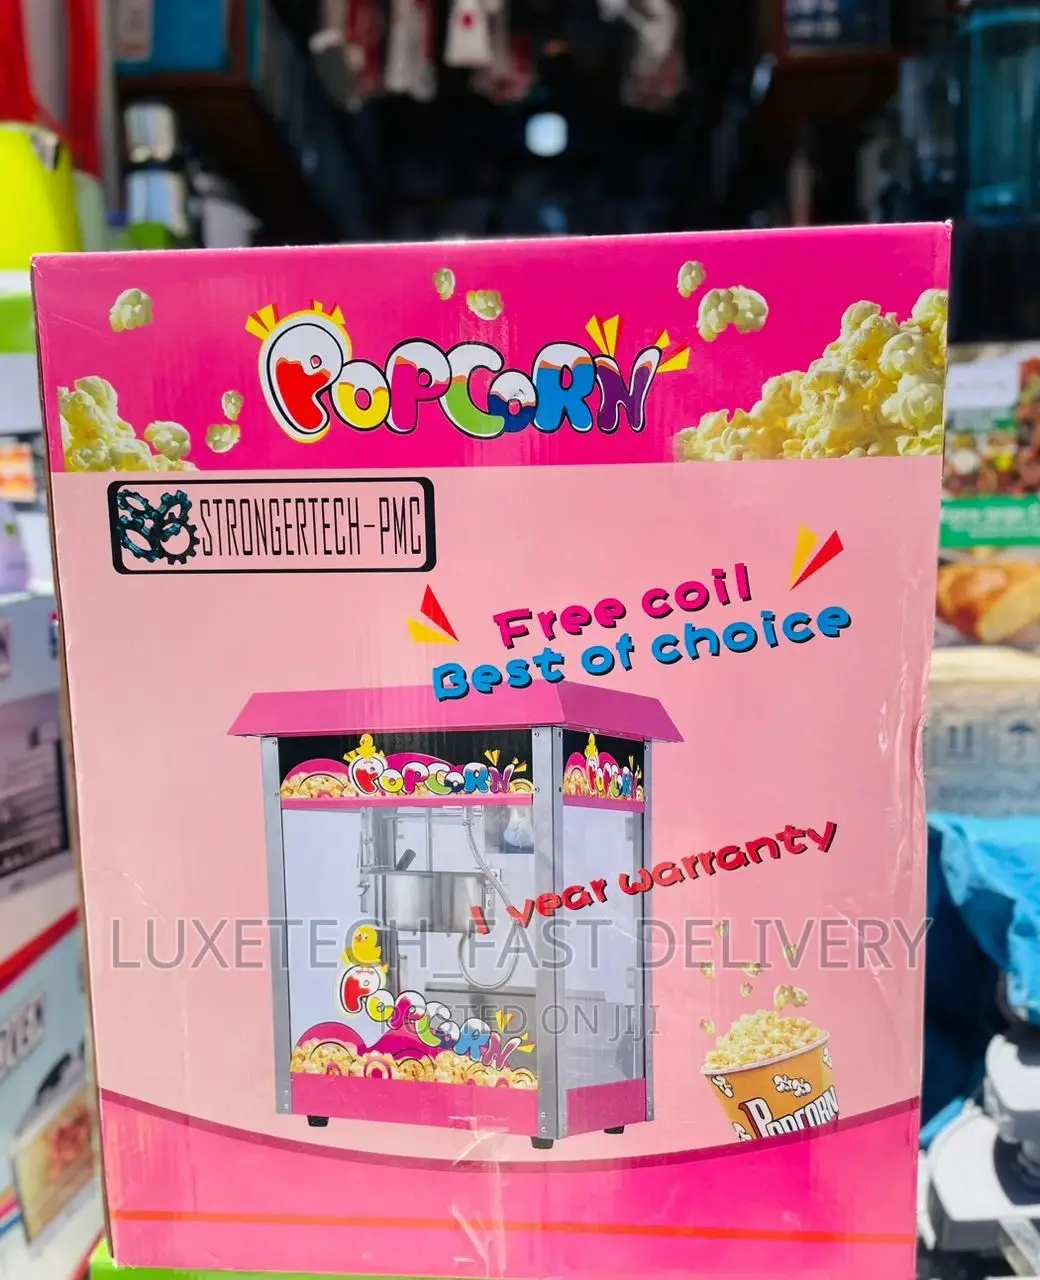 POPCORN
STRONGERTECH-PMC
Free coil
Best of choice
POPCORN
POPCORN
1 year warranty
LUXETECH_FAST DELIVERY
POSTED ON JIJI
POPCORN
POPCORN